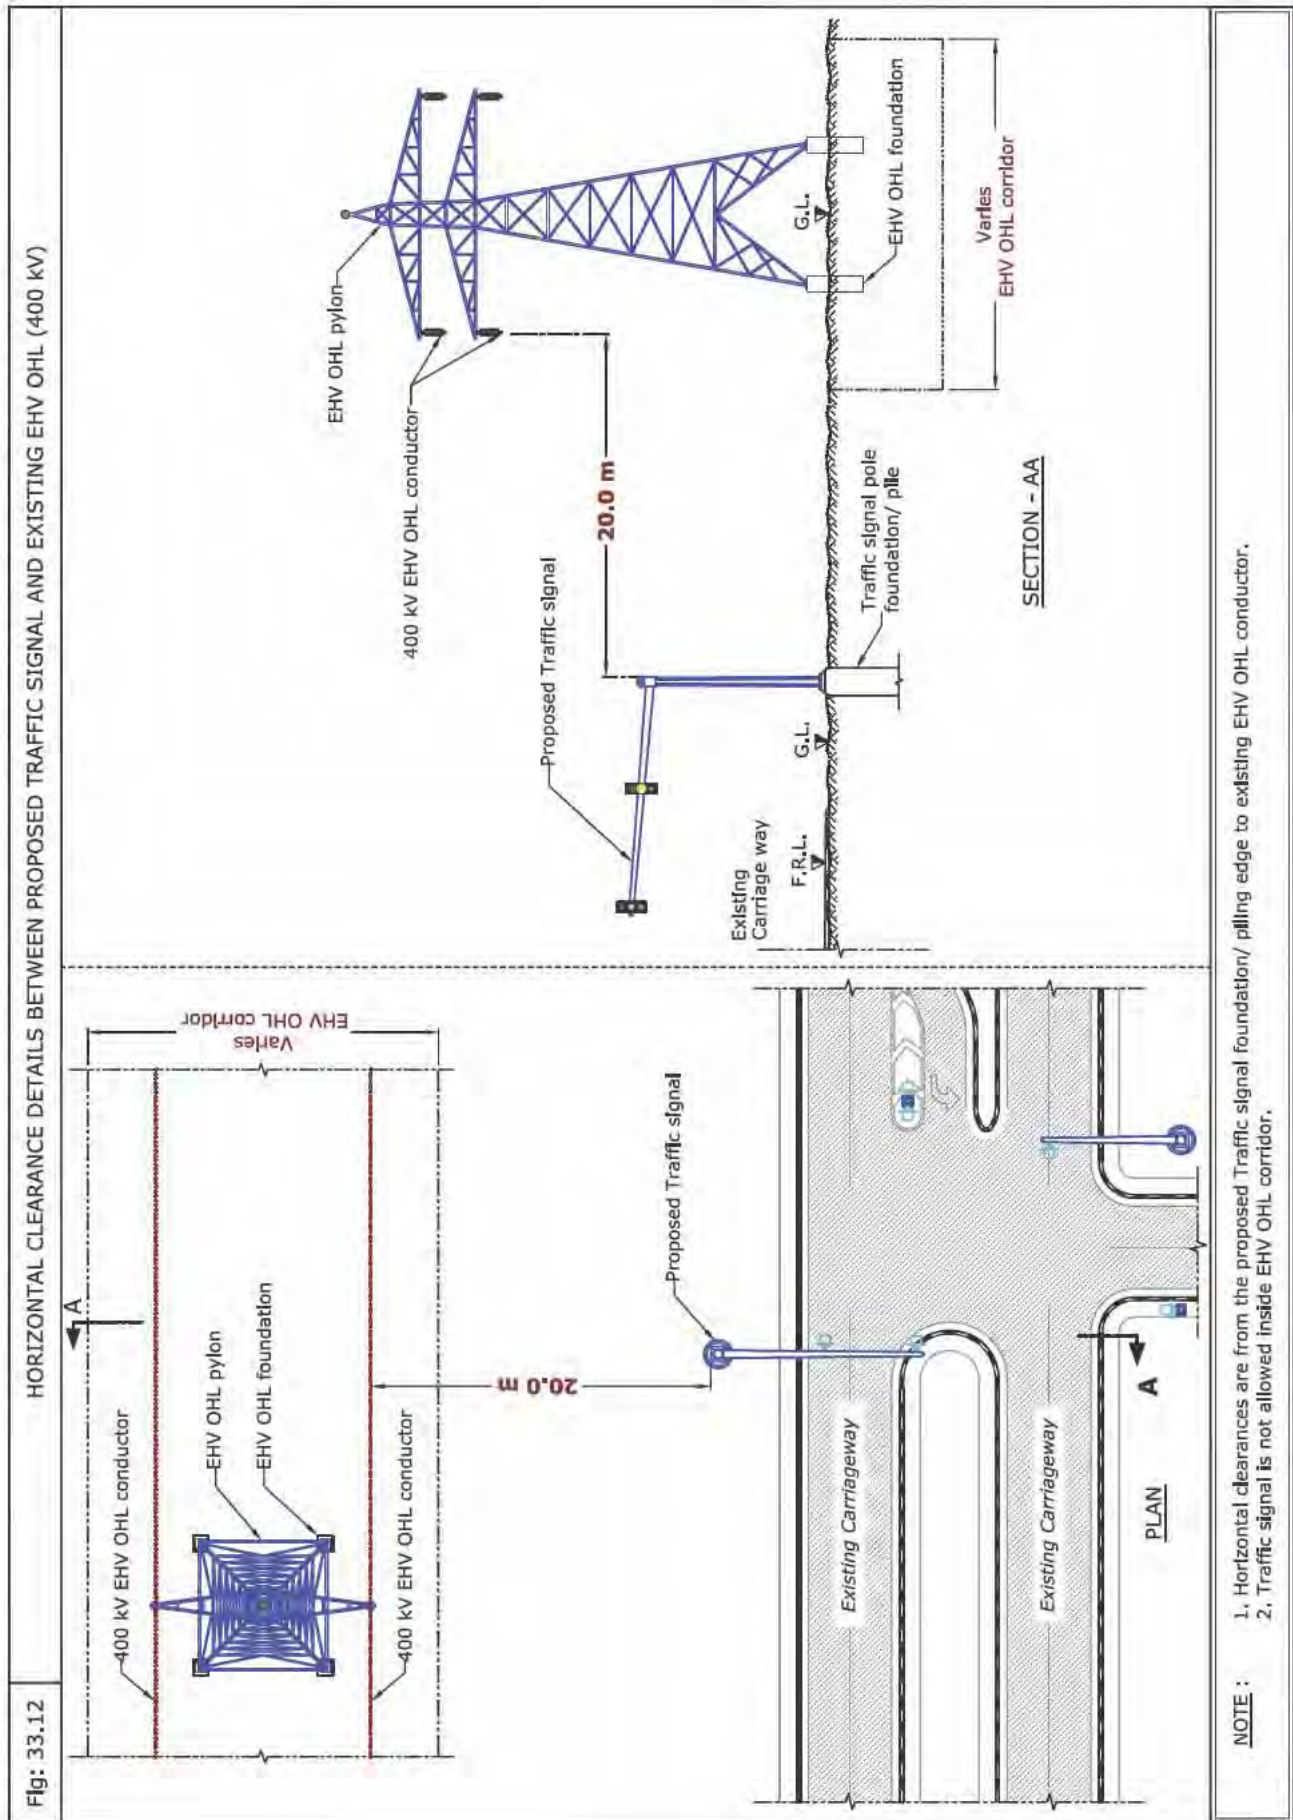 Fig: 33.12
HORIZONTAL CLEARANCE DETAILS BETWEEN PROPOSED TRAFFIC SIGNAL AND EXISTING EHV OHL (400 kV)
400 kV EHV OHL conductor
EHV OHL pylon
EHV OHL foundation
A
Varies
EHV OHL corridor
400 kV EHV OHL conductor
20.0 m
Proposed Traffic signal
Existing Carriageway
Existing Carriageway
A
PLAN
EHV OHL pylon
400 kV EHV OHL conductor
20.0 m
Proposed Traffic signal
Existing
Carriage way
F.R.L.
G.L.
G.L.
Traffic signal pole
foundation/ pile
EHV OHL foundation
Varies
EHV OHL corridor
SECTION - AA
NOTE :
1. Horizontal clearances are from the proposed Traffic signal foundation/ piling edge to existing EHV OHL conductor.
2. Traffic signal is not allowed inside EHV OHL corridor.